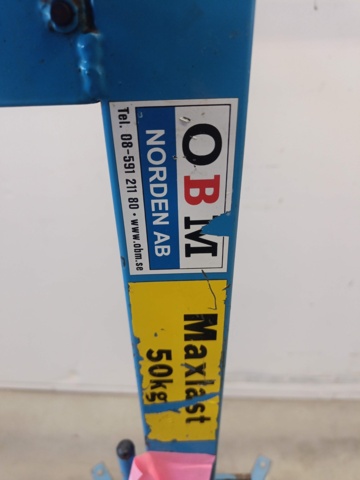 OBM
NORDEN AB
Tel. 08-591 211 80 • www.obm.se
Maxlast
50kg